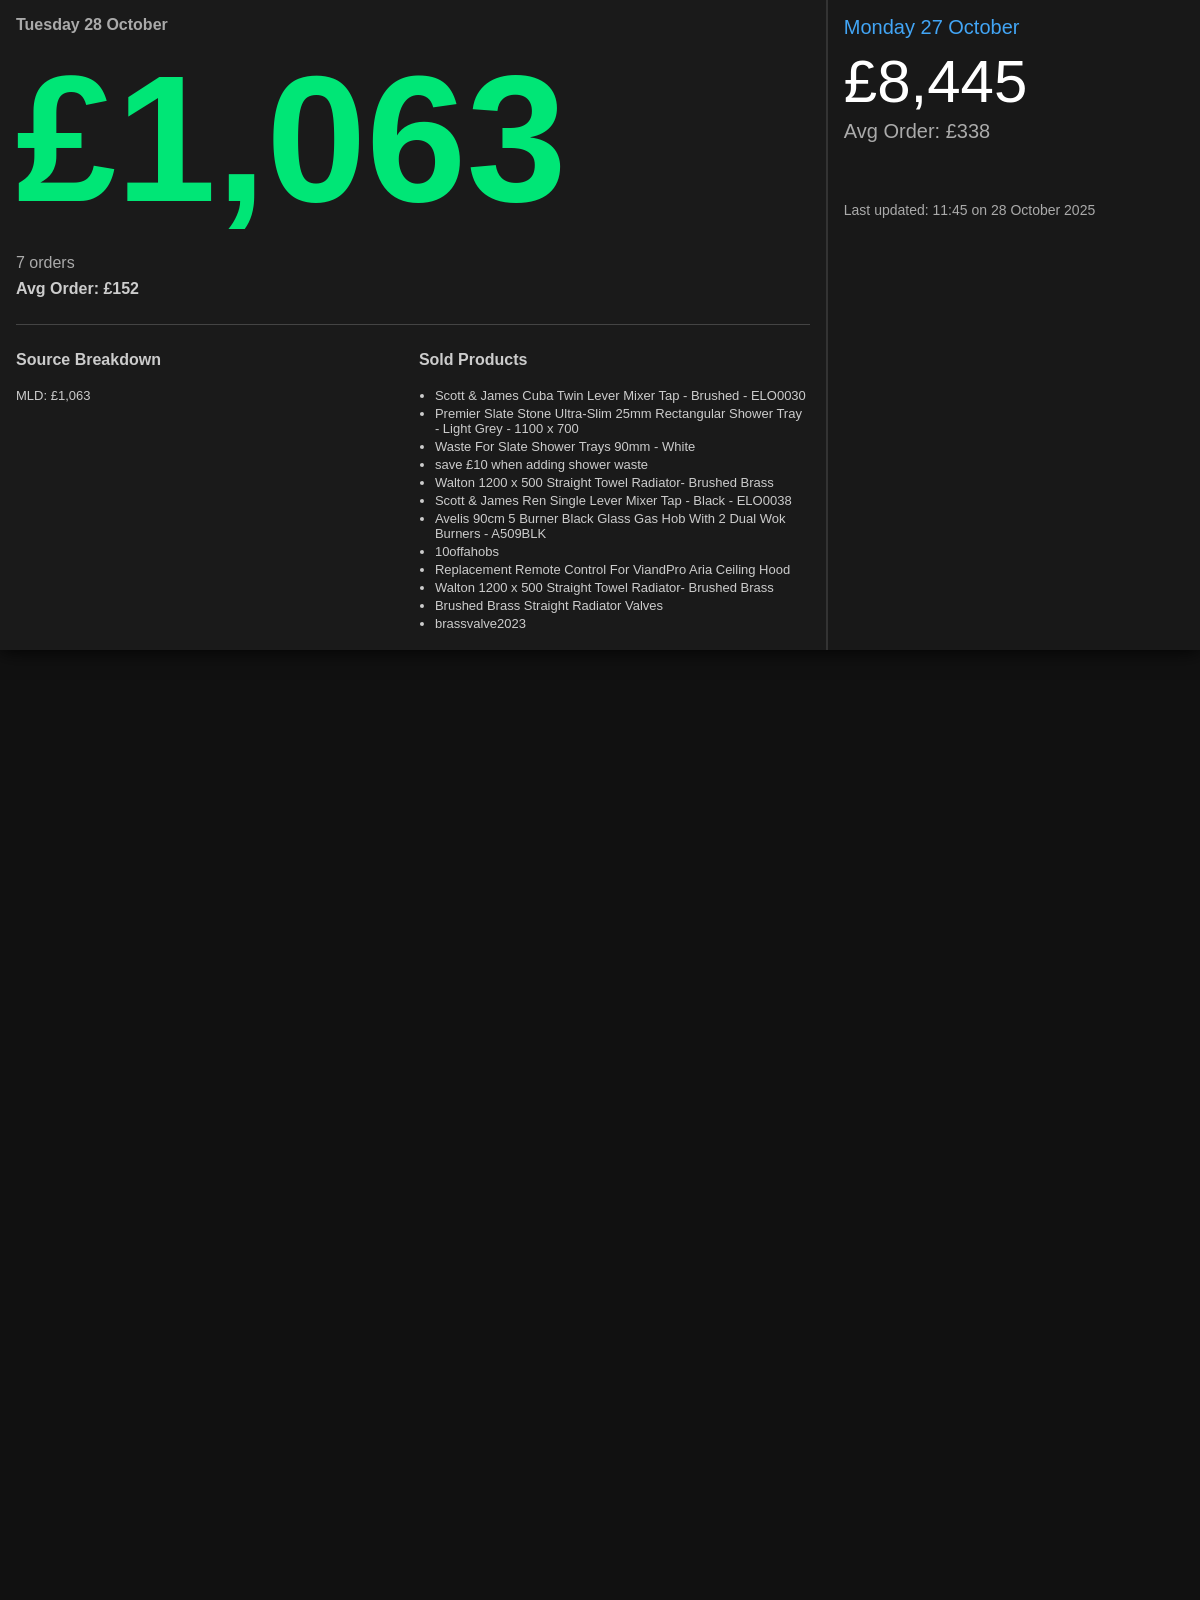 Tuesday 28 October
£1,063
7 orders
Avg Order: £152
Source Breakdown
MLD: £1,063
Sold Products
Scott & James Cuba Twin Lever Mixer Tap - Brushed - ELO0030
Premier Slate Stone Ultra-Slim 25mm Rectangular Shower Tray
- Light Grey - 1100 x 700
Waste For Slate Shower Trays 90mm - White
save £10 when adding shower waste
Walton 1200 x 500 Straight Towel Radiator- Brushed Brass
Scott & James Ren Single Lever Mixer Tap - Black - ELO0038
Avelis 90cm 5 Burner Black Glass Gas Hob With 2 Dual Wok
Burners - A509BLK
10offahobs
Replacement Remote Control For ViandPro Aria Ceiling Hood
Walton 1200 x 500 Straight Towel Radiator- Brushed Brass
Brushed Brass Straight Radiator Valves
brassvalve2023
Monday 27 October
£8,445
Avg Order: £338
Last updated: 11:45 on 28 October 2025